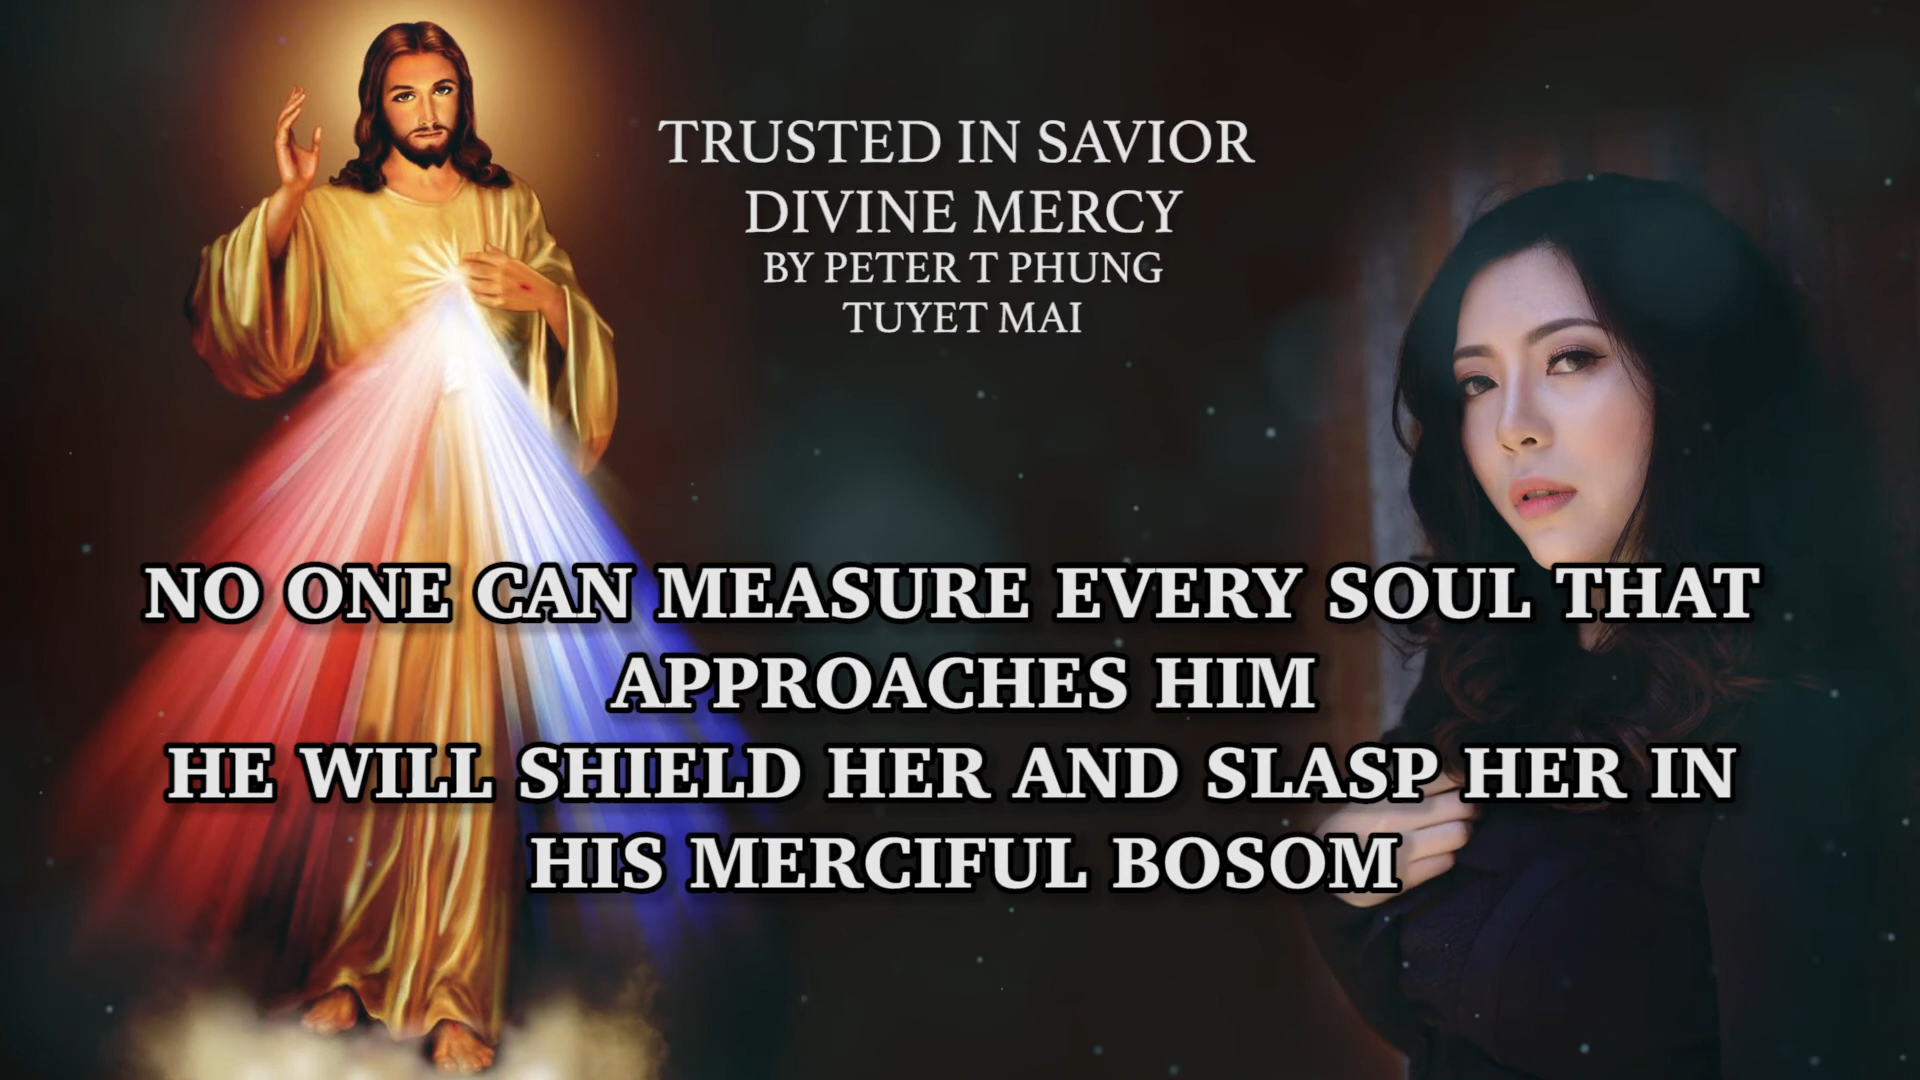 TRUSTED IN SAVIOR
DIVINE MERCY
BY PETER T PHUNG
TUYET MAI
NO ONE CAN MEASURE EVERY SOUL THAT
APPROACHES HIM
HE WILL SHIELD HER AND SLASP HER IN
HIS MERCIFUL BOSOM